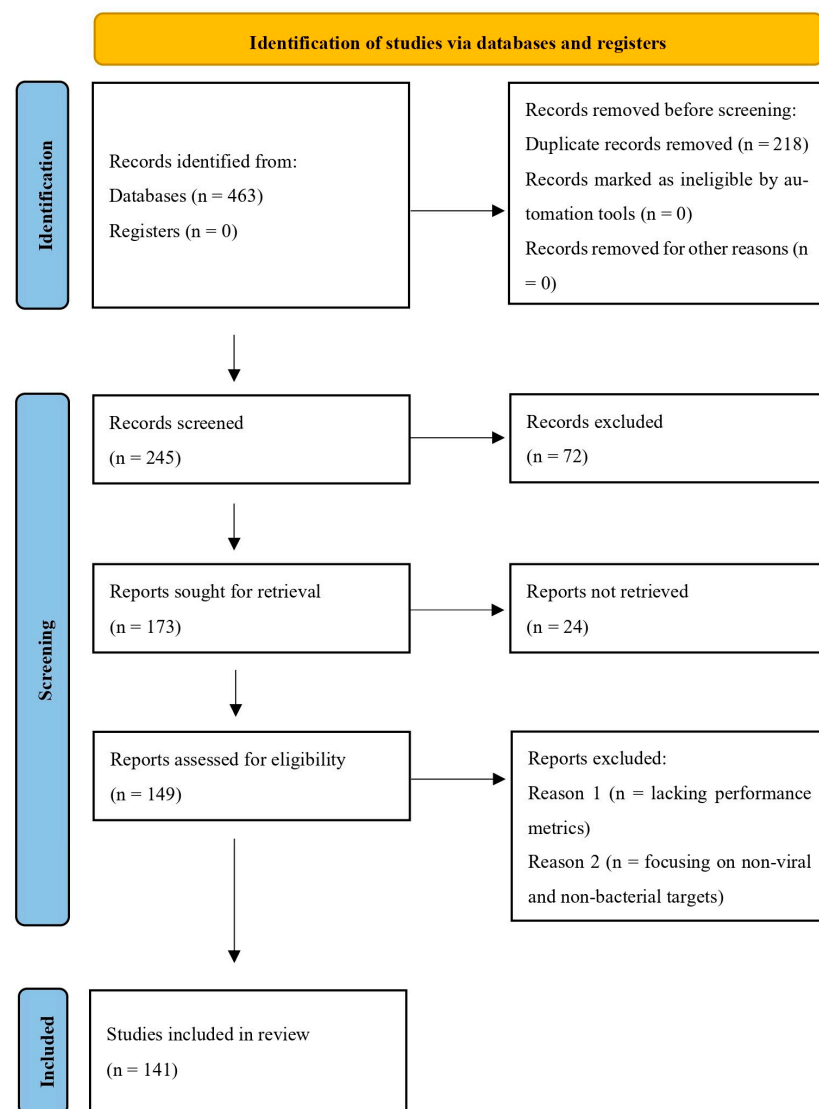 Identification of studies via databases and registers
Identification
Records identified from:
Databases (n = 463)
Registers (n = 0)
Records removed before screening:
Duplicate records removed (n = 218)
Records marked as ineligible by au-
tomation tools (n = 0)
Records removed for other reasons (n
= 0)
Screening
Records screened
(n = 245)
Records excluded
(n = 72)
Reports sought for retrieval
(n = 173)
Reports not retrieved
(n = 24)
Reports assessed for eligibility
(n = 149)
Reports excluded:
Reason 1 (n = lacking performance
metrics)
Reason 2 (n = focusing on non-viral
and non-bacterial targets)
Included
Studies included in review
(n = 141)